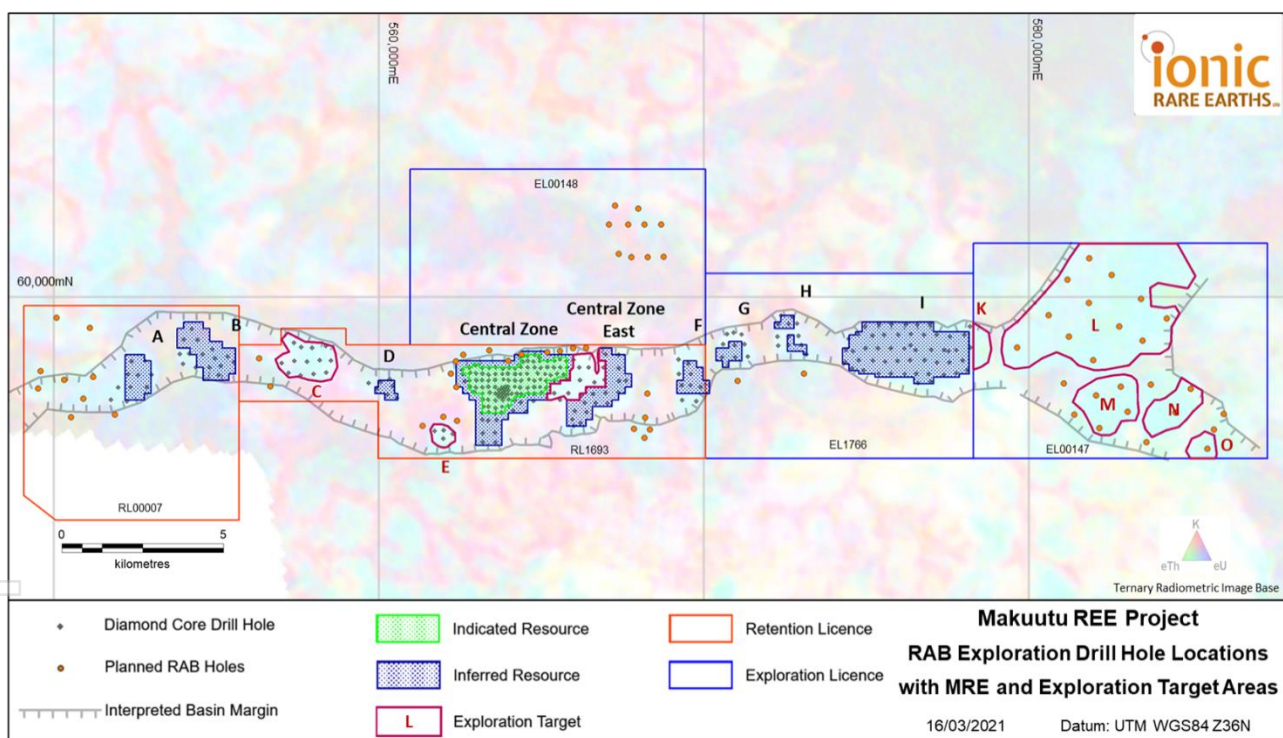 ionic
RARE EARTHS
560,000mE
580,000mE
EL00148
60,000mN
Central Zone
Central Zone
East
A
B
C
D
E
F
G
H
I
K
L
M
N
O
RL00007
RL1693
EL1766
EL00147
0
5
kilometres
K
eTh
eU
Ternary Radiometric Image Base
Diamond Core Drill Hole
Planned RAB Holes
Interpreted Basin Margin
Indicated Resource
Inferred Resource
L
Exploration Target
Retention Licence
Exploration Licence
Makuutu REE Project
RAB Exploration Drill Hole Locations
with MRE and Exploration Target Areas
16/03/2021
Datum: UTM WGS84 Z36N